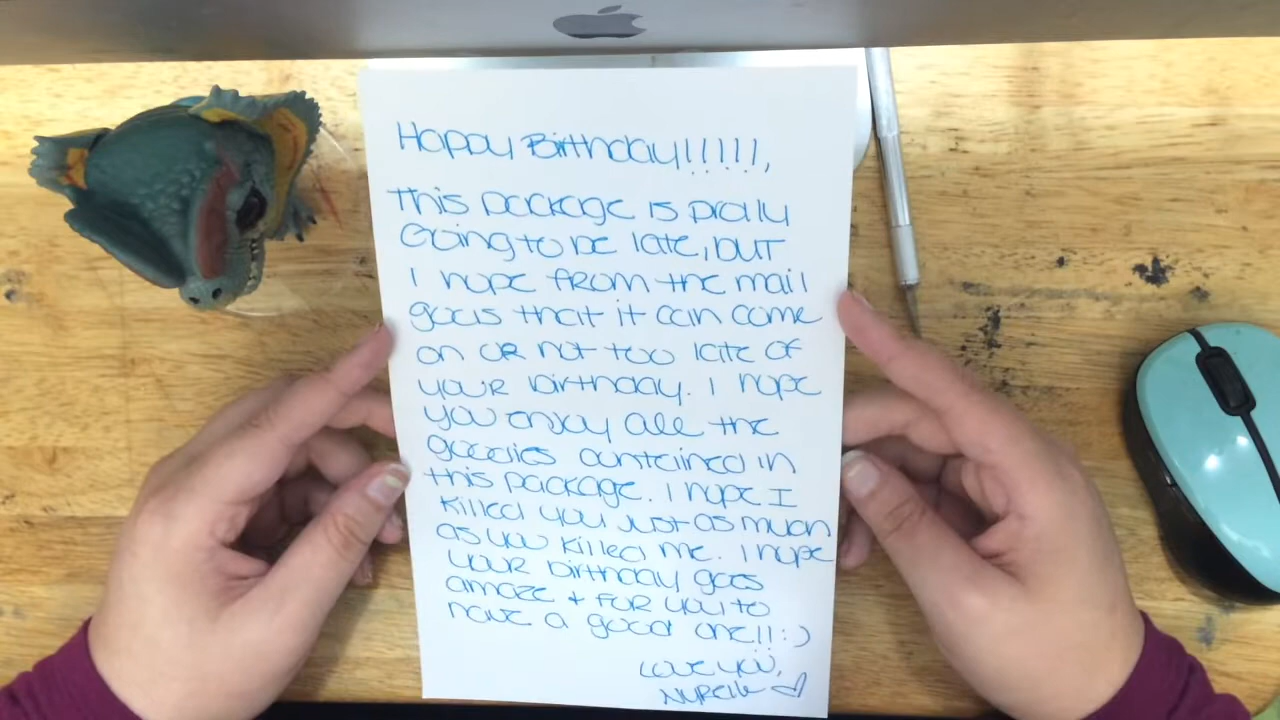 Happy Birthday!!!!!,
This package is prolly
going to be late, but
I hope from the mail
gods that it can come
on or not too late of
your birthday. I hope
you enjoy all the
goodies contained in
this package. I hope I
killed you just as much
as you killed me. I hope
your birthday goes
amaze + for you to
have a good one!! :)
Love you,